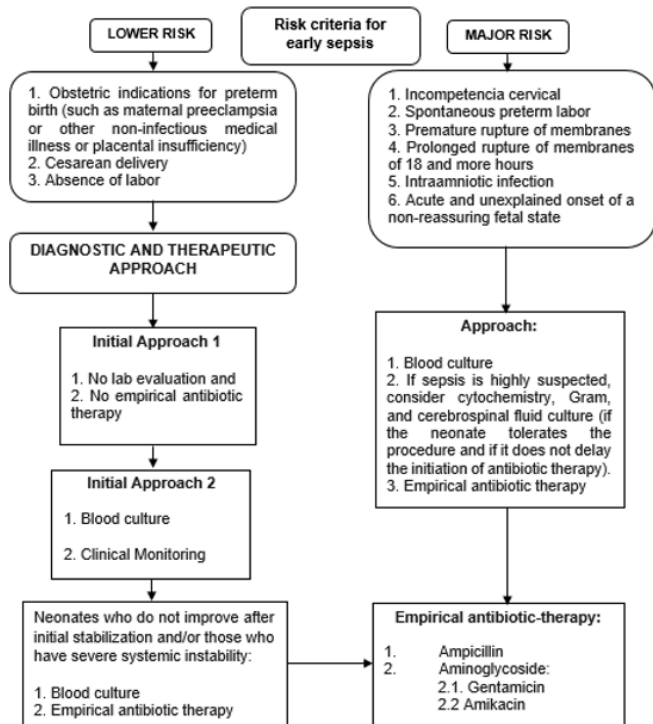 LOWER RISK
Risk criteria for
early sepsis
MAJOR RISK
1. Obstetric indications for preterm
birth (such as maternal preeclampsia
or other non-infectious medical
illness or placental insufficiency)
2. Cesarean delivery
3. Absence of labor
1. Incompetencia cervical
2. Spontaneous preterm labor
3. Premature rupture of membranes
4. Prolonged rupture of membranes
of 18 and more hours
5. Intraamniotic infection
6. Acute and unexplained onset of a
non-reassuring fetal state
DIAGNOSTIC AND THERAPEUTIC
APPROACH
Initial Approach 1
1. No lab evaluation and
2. No empirical antibiotic
therapy
Approach:
1. Blood culture
2. If sepsis is highly suspected,
consider cytochemistry, Gram,
and cerebrospinal fluid culture (if
the neonate tolerates the
procedure and if it does not delay
the initiation of antibiotic therapy).
3. Empirical antibiotic therapy
Initial Approach 2
1. Blood culture
2. Clinical Monitoring
Neonates who do not improve after
initial stabilization and/or those who
have severe systemic instability:
1. Blood culture
2. Empirical antibiotic therapy
Empirical antibiotic-therapy:
1. Ampicillin
2. Aminoglycoside:
2.1. Gentamicin
2.2 Amikacin